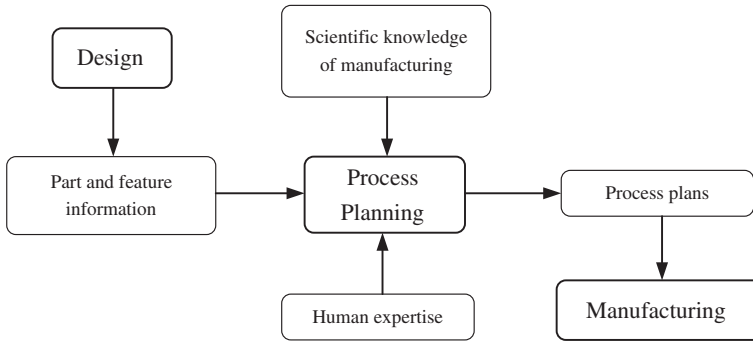 Design
Scientific knowledge
of manufacturing
Part and feature
information
Process
Planning
Process plans
Human expertise
Manufacturing